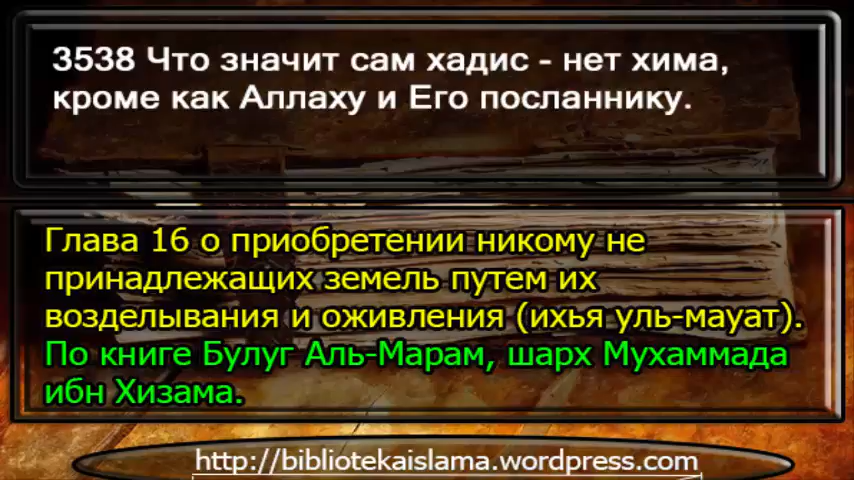 3538 Что значит сам хадис - нет хима,
кроме как Аллаху и Его посланнику.
Глава 16 о приобретении никому не
принадлежащих земель путем их
возделывания и оживления (ихья уль-мауат).
По книге Булуг Аль-Марам, шарх Мухаммада
ибн Хизама.
http://bibliotekaislama.wordpress.com